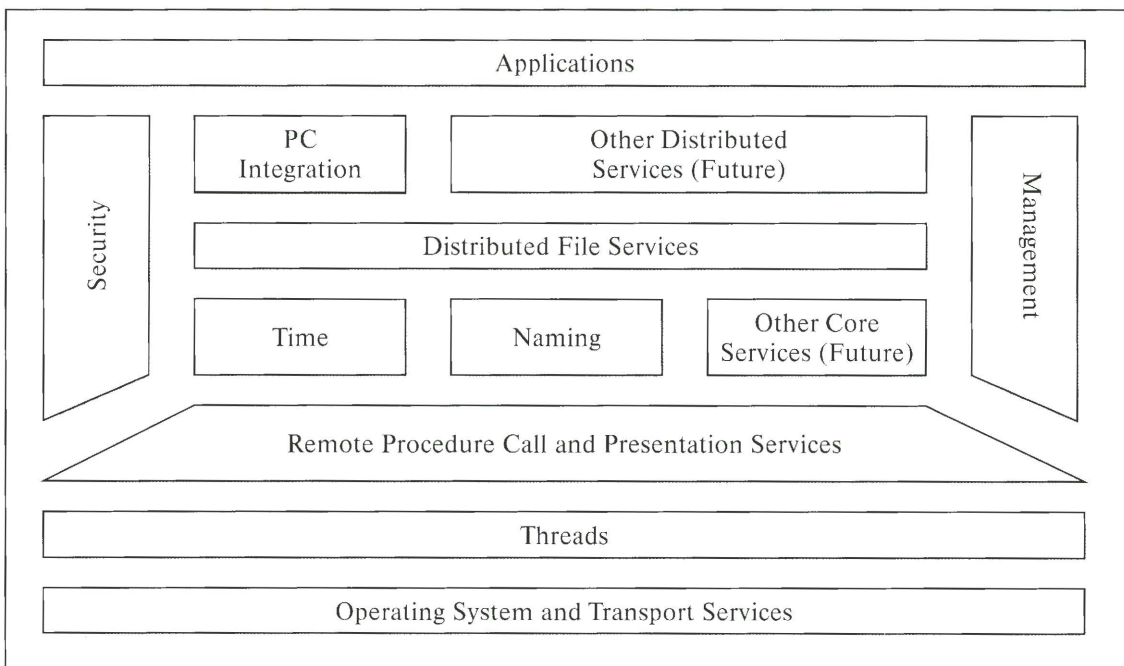 Applications
Security
PC
Integration
Other Distributed
Services (Future)
Management
Distributed File Services
Time
Naming
Other Core
Services (Future)
Remote Procedure Call and Presentation Services
Threads
Operating System and Transport Services